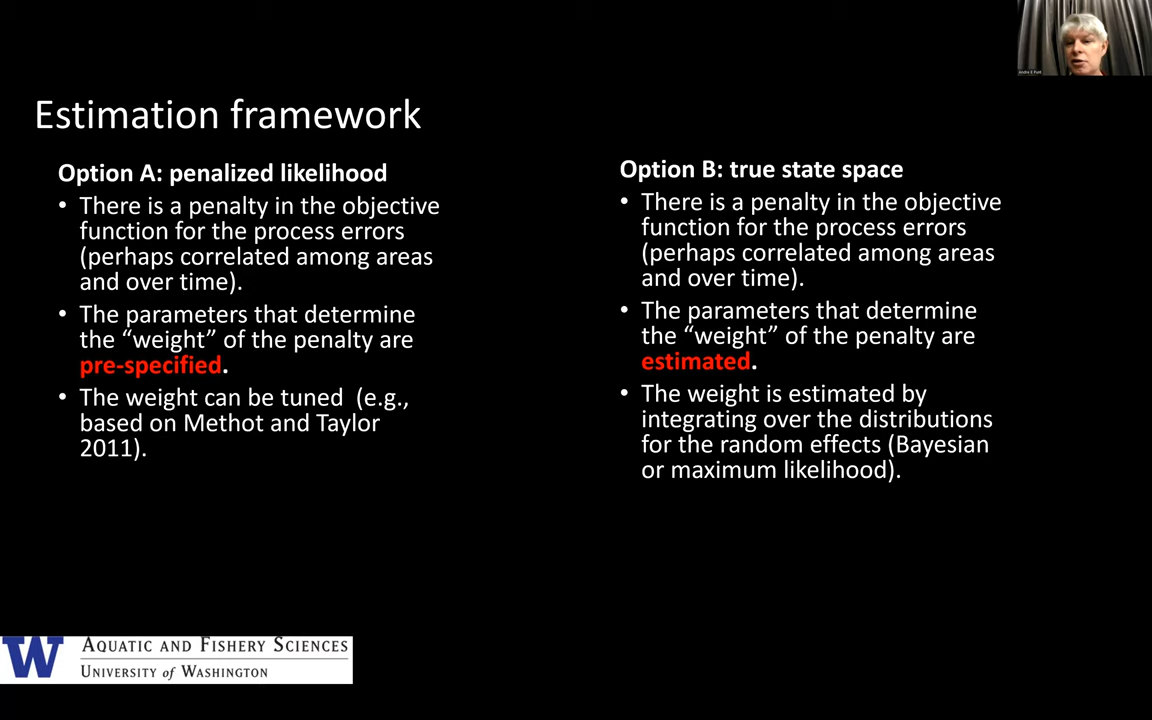 Andre E Punt
Estimation framework
Option A: penalized likelihood
• There is a penalty in the objective
function for the process errors
(perhaps correlated among areas
and over time).
• The parameters that determine
the “weight” of the penalty are
pre-specified.
• The weight can be tuned  (e.g.,
based on Methot and Taylor
2011).
Option B: true state space
• There is a penalty in the objective
function for the process errors
(perhaps correlated among areas
and over time).
• The parameters that determine
the “weight” of the penalty are
estimated.
• The weight is estimated by
integrating over the distributions
for the random effects (Bayesian
or maximum likelihood).
W
AQUATIC AND FISHERY SCIENCES
UNIVERSITY of WASHINGTON